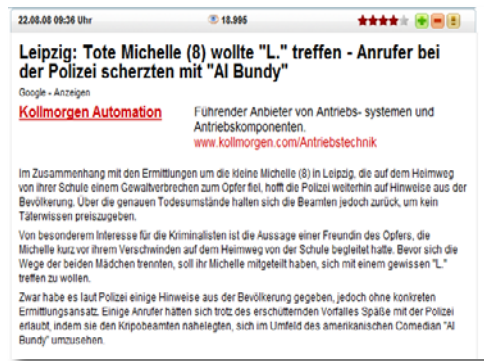 22.08.08 09:36 Uhr 18.995
Leipzig: Tote Michelle (8) wollte "L." treffen - Anrufer bei
der Polizei scherzten mit "Al Bundy"
Google - Anzeigen
Kollmorgen Automation Führender Anbieter von Antriebs- systemen und
Antriebskomponenten.
www.kollmorgen.com/Antriebstechnik
Im Zusammenhang mit den Ermittlungen um die kleine Michelle (8) in Leipzig, die auf dem Heimweg
von ihrer Schule einem Gewaltverbrechen zum Opfer fiel, hofft die Polizei weiterhin auf Hinweise aus der
Bevölkerung. Über die genauen Todesumstände halten sich die Beamten jedoch zurück, um kein
Täterwissen preiszugeben.
Von besonderem Interesse für die Kriminalisten ist die Aussage einer Freundin des Opfers, die
Michelle kurz vor ihrem Verschwinden auf dem Heimweg von der Schule begleitet hatte. Bevor sich die
Wege der beiden Mädchen trennten, soll ihr Michelle mitgeteilt haben, sich mit einem gewissen "L."
treffen zu wollen.
Zwar habe es laut Polizei einige Hinweise aus der Bevölkerung gegeben, jedoch ohne konkreten
Ermittlungsansatz. Einige Anrufer hätten sich trotz des erschütternden Vorfalles Späße mit der Polizei
erlaubt, indem sie den Kripobeamten nahelegten, sich im Umfeld des amerikanischen Comedian "Al
Bundy" umzusehen.